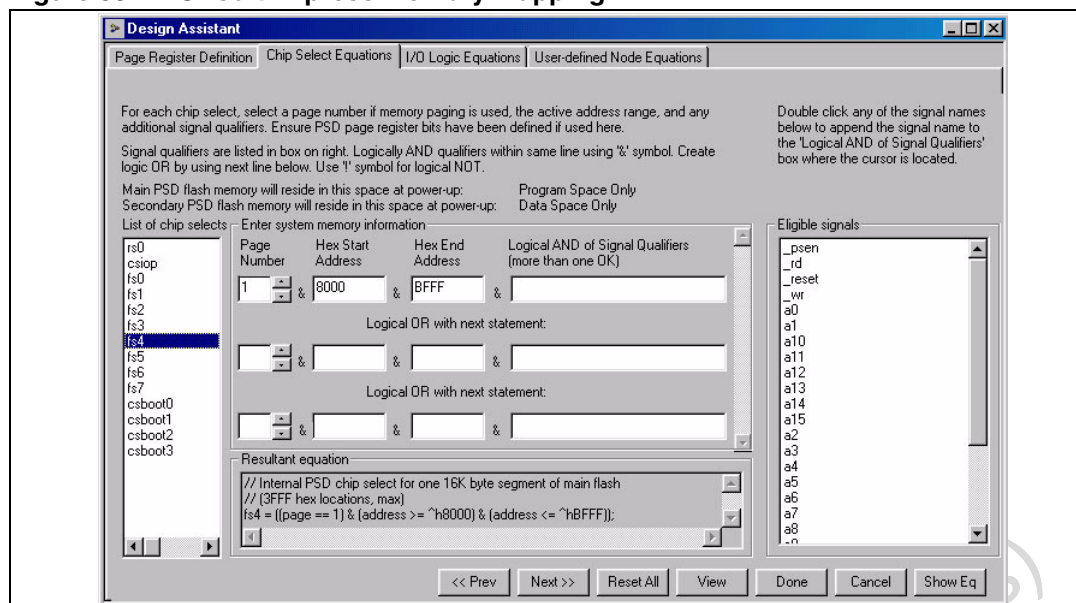 Design Assistant
Page Register Definition Chip Select Equations I/O Logic Equations User-defined Node Equations
For each chip select, select a page number if memory paging is used, the active address range, and any
additional signal qualifiers. Ensure PSD page register bits have been defined if used here.
Signal qualifiers are listed in box on right. Logically AND qualifiers within same line using '&' symbol. Create
logic OR by using next line below. Use '!' symbol for logical NOT.
Main PSD flash memory will reside in this space at power-up: Program Space Only
Secondary PSD flash memory will reside in this space at power-up: Data Space Only
Double click any of the signal names
below to append the signal name to
the 'Logical AND of Signal Qualifiers'
box where the cursor is located.
List of chip selects
rs0
csiop
fs0
fs1
fs2
fs3
fs4
fs5
fs6
fs7
csboot0
csboot1
csboot2
csboot3
Enter system memory information
Page Number
Hex Start Address
Hex End Address
Logical AND of Signal Qualifiers
(more than one OK)
1 & 8000 & BFFF &
Logical OR with next statement:
& & &
Logical OR with next statement:
& & &
Resultant equation
// Internal PSD chip select for one 16K byte segment of main flash
// (3FFF hex locations, max)
fs4 = ((page == 1) & (address >= ^h8000) & (address <= ^hBFFF));
Eligible signals
_psen
_rd
_reset
_wr
a0
a1
a10
a11
a12
a13
a14
a15
a2
a3
a4
a5
a6
a7
a8
<< Prev Next >> Reset All View Done Cancel Show Eq